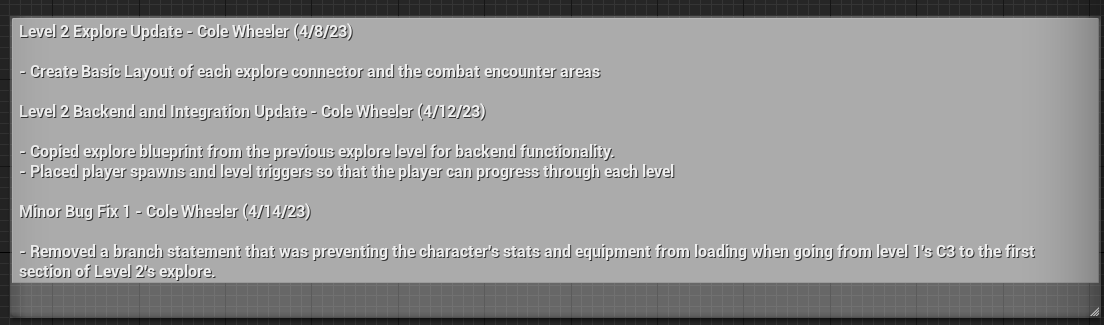 Level 2 Explore Update - Cole Wheeler (4/8/23)
- Create Basic Layout of each explore connector and the combat encounter areas
Level 2 Backend and Integration Update - Cole Wheeler (4/12/23)
- Copied explore blueprint from the previous explore level for backend functionality.
- Placed player spawns and level triggers so that the player can progress through each level
Minor Bug Fix 1 - Cole Wheeler (4/14/23)
- Removed a branch statement that was preventing the character's stats and equipment from loading when going from level 1's C3 to the first
section of Level 2's explore.